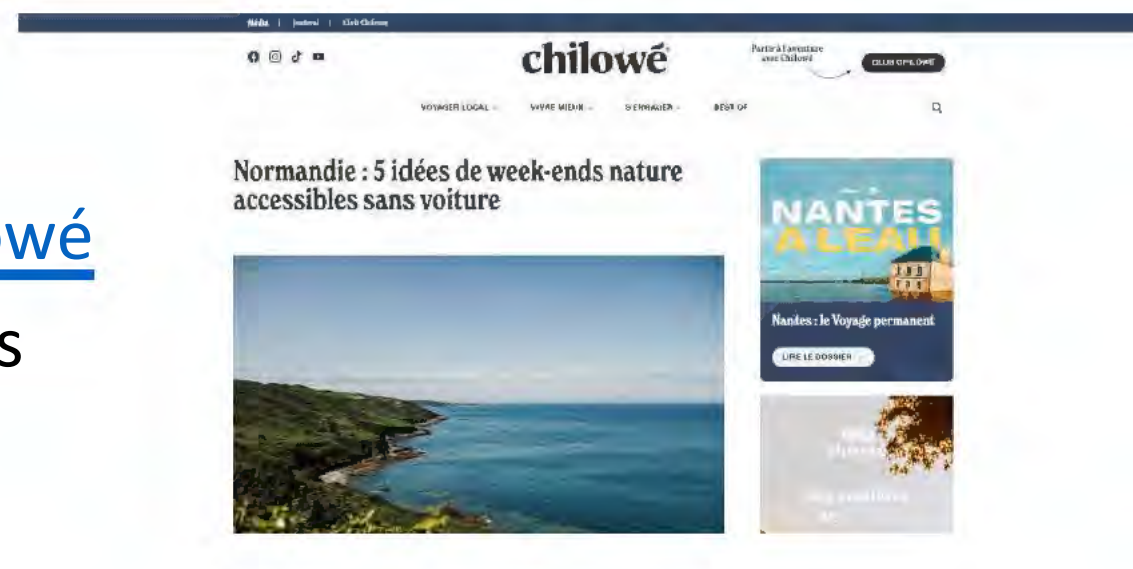 Média | Journal | Club Chilowé
chilowé
Partir à l'aventure
avec Chilowé
CLUB CHILOWÉ
VOYAGER LOCAL
VIVRE MIEUX
S'ENGAGER
BEST OF
Normandie : 5 idées de week-ends nature
accessibles sans voiture
owé
s
NANTES
À L'EAU
Nantes : le Voyage permanent
LIRE LE DOSSIER